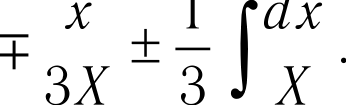 ∓ x/3X ± 1/3 ∫ dx/X .